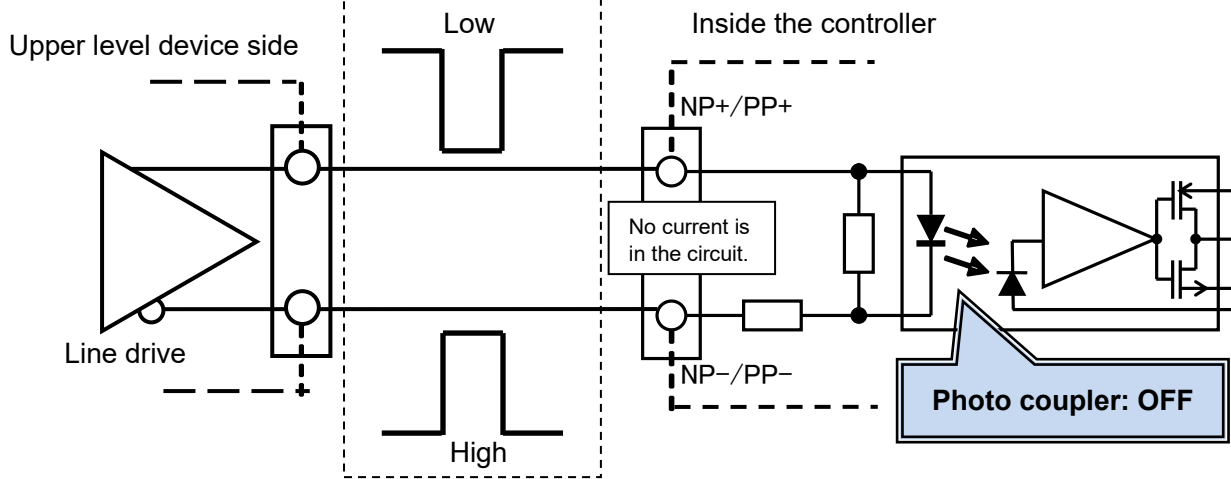 Low
Inside the controller
Upper level device side
NP+/PP+
No current is
in the circuit.
Line drive
NP−/PP−
Photo coupler: OFF
High